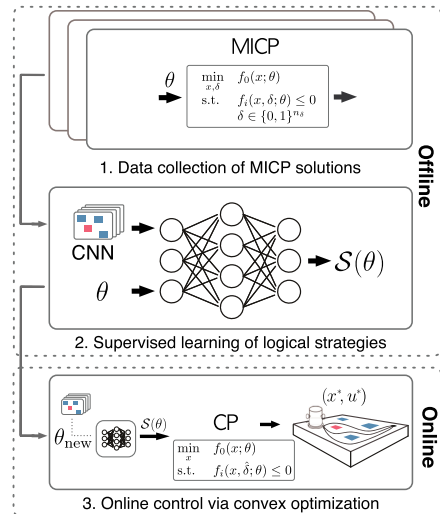 MICP
θ
min x,δ f₀(x; θ)
s.t. fᵢ(x, δ; θ) ≤ 0
δ ∈ {0, 1}^{n_δ}
1. Data collection of MICP solutions
Offline
CNN
θ
S(θ)
2. Supervised learning of logical strategies
θnew
S(θ)
CP
min x f₀(x; θ)
s.t. fᵢ(x, δ̂; θ) ≤ 0
(x*, u*)
Online
3. Online control via convex optimization